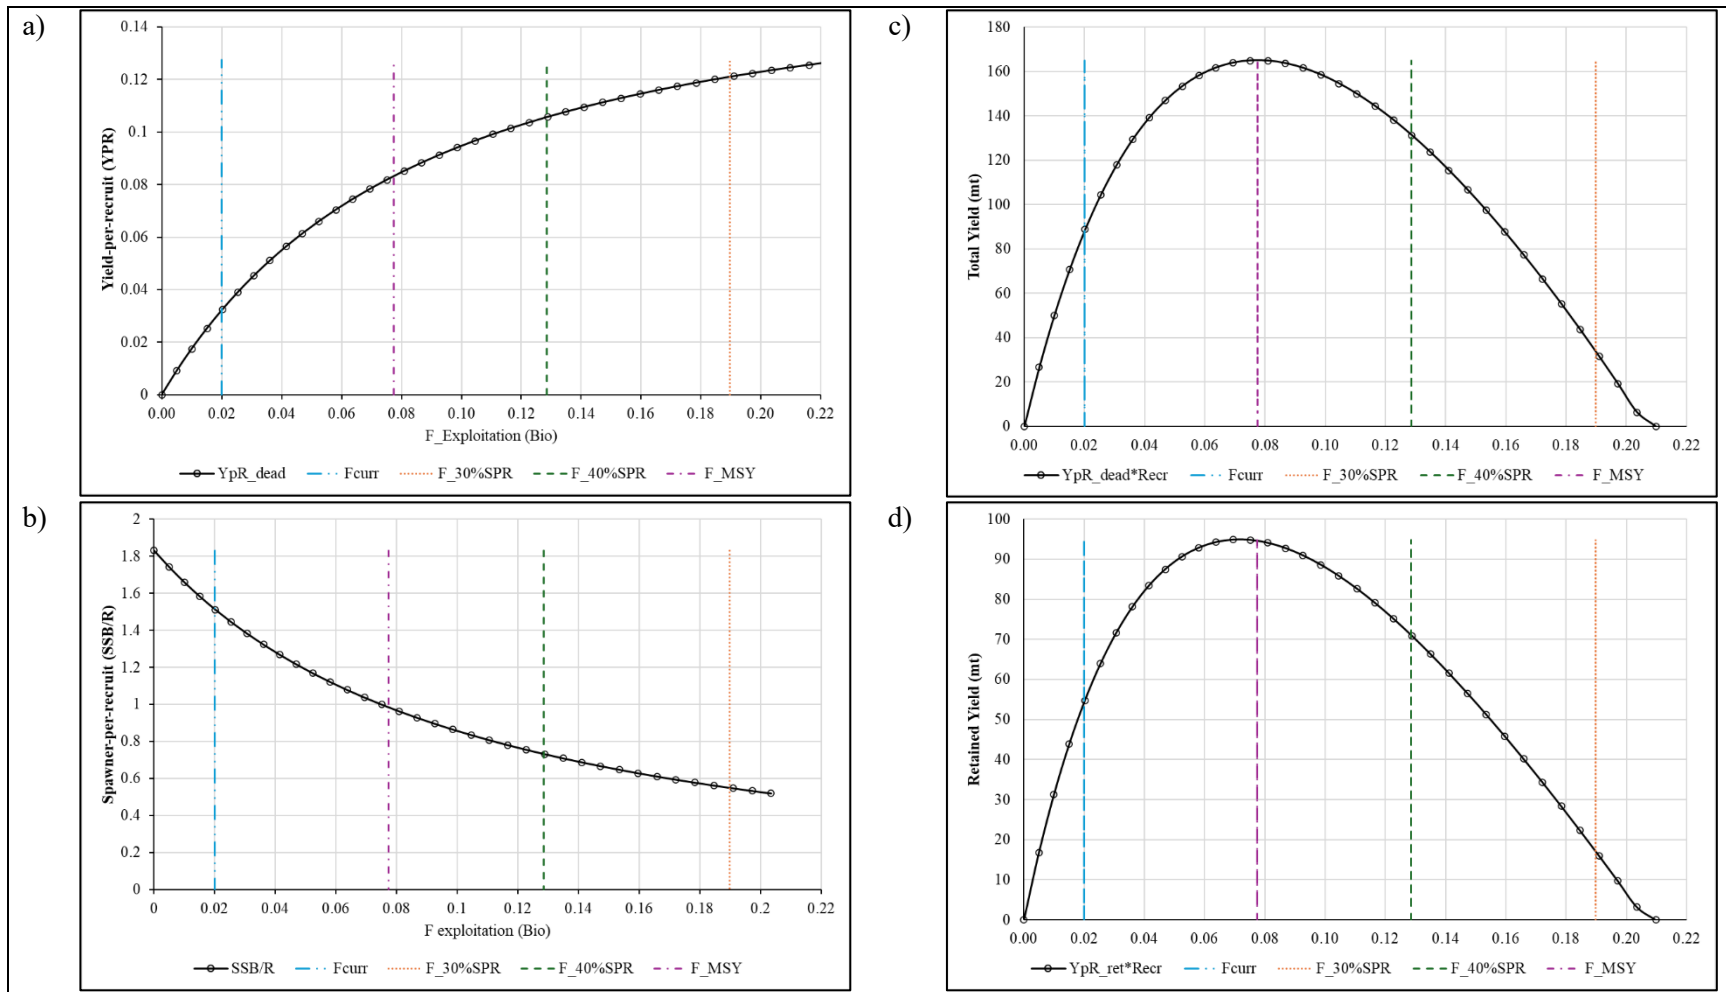 a)
Yield-per-recruit (YPR)
0.14
0.12
0.1
0.08
0.06
0.04
0.02
0
0.00 0.02 0.04 0.06 0.08 0.10 0.12 0.14 0.16 0.18 0.20 0.22
F_Exploitation (Bio)
YpR_dead Fcurr F_30%SPR F_40%SPR F_MSY
b)
Spawner-per-recruit (SSB/R)
2
1.8
1.6
1.4
1.2
1
0.8
0.6
0.4
0.2
0
0 0.02 0.04 0.06 0.08 0.1 0.12 0.14 0.16 0.18 0.2 0.22
F exploitation (Bio)
SSB/R Fcurr F_30%SPR F_40%SPR F_MSY
c)
Total Yield (mt)
180
160
140
120
100
80
60
40
20
0
0.00 0.02 0.04 0.06 0.08 0.10 0.12 0.14 0.16 0.18 0.20 0.22
YpR_dead*Recr Fcurr F_30%SPR F_40%SPR F_MSY
d)
Retained Yield (mt)
100
90
80
70
60
50
40
30
20
10
0
0.00 0.02 0.04 0.06 0.08 0.10 0.12 0.14 0.16 0.18 0.20 0.22
YpR_ret*Recr Fcurr F_30%SPR F_40%SPR F_MSY